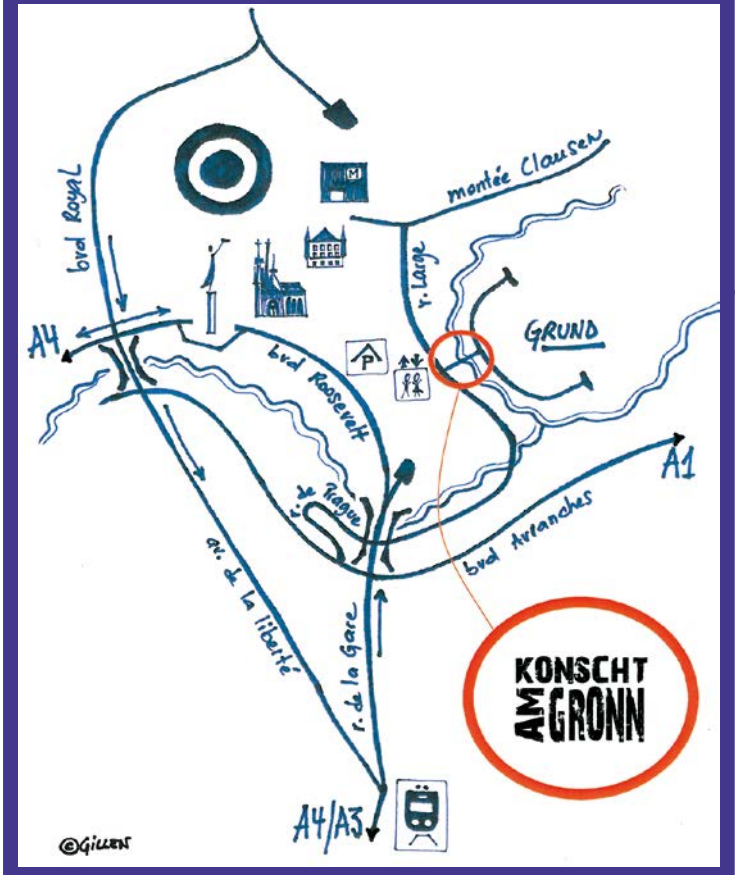 M
montée Clausen
bvd Royal
r. Large
GRUND
A4
P
bvd Roosevelt
A1
r. de Prague
bvd Avranches
av. de la liberté
r. de la Gare
KONSCHT
AM
GRONN
A4/A3
©GILLEN